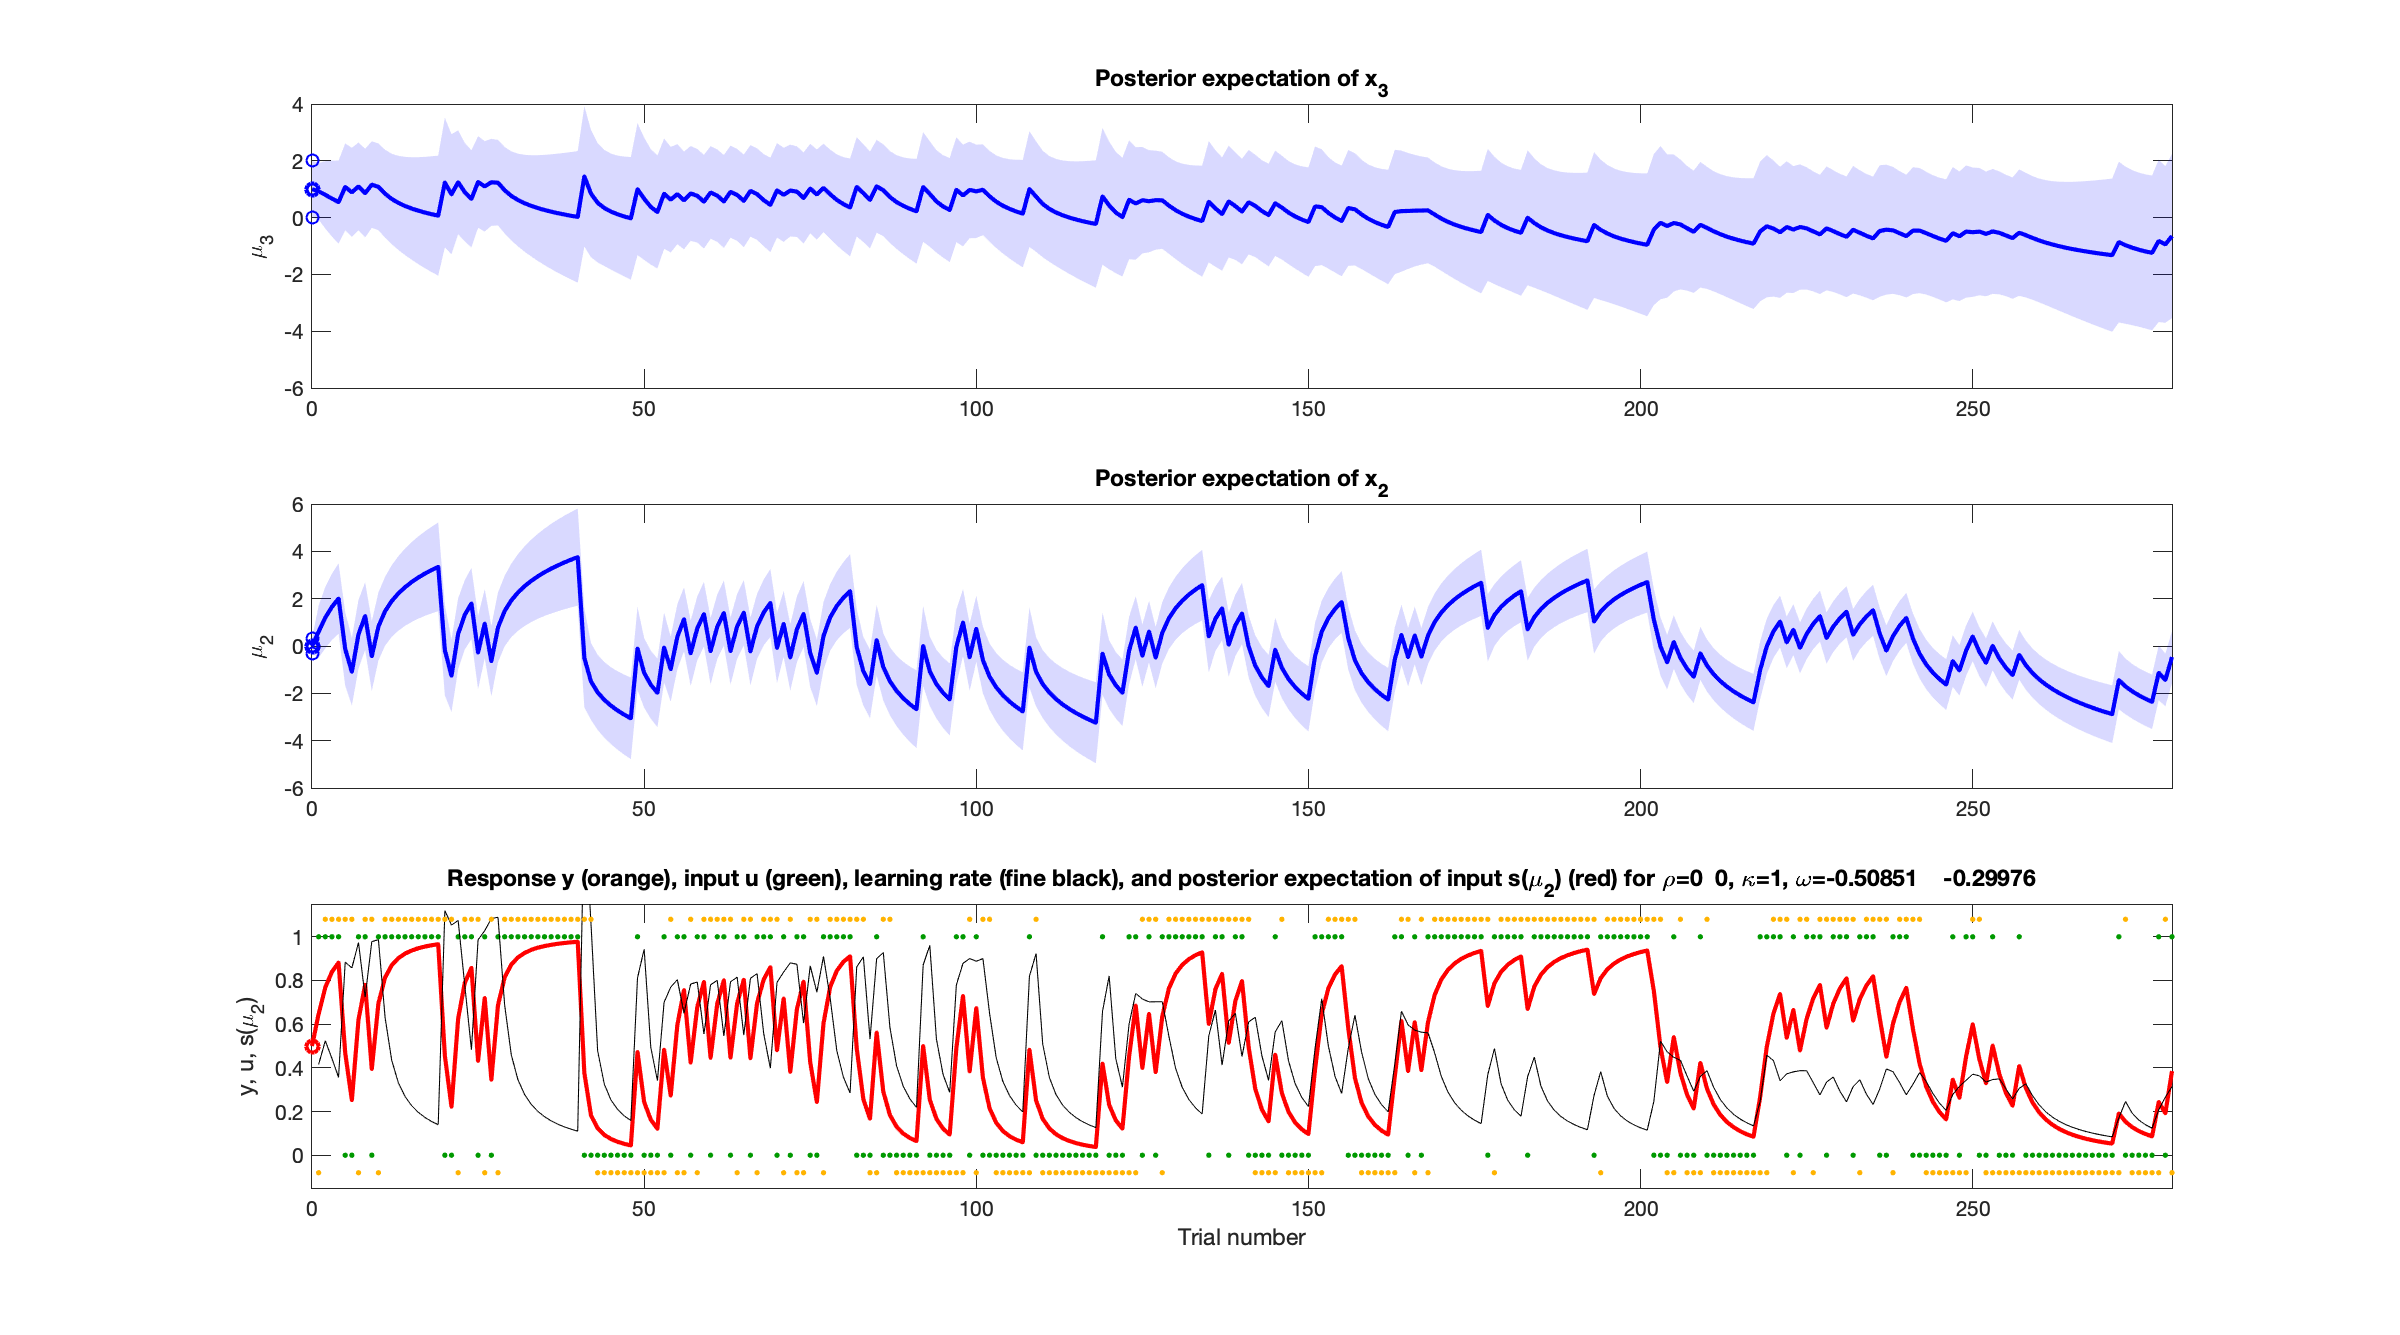 Posterior expectation of x3
4
2
0
-2
-4
-6
μ3
0 50 100 150 200 250
Posterior expectation of x2
6
4
2
0
-2
-4
-6
μ2
0 50 100 150 200 250
Response y (orange), input u (green), learning rate (fine black), and posterior expectation of input s(μ2) (red) for ρ=0 0, κ=1, ω=-0.50851 -0.29976
1
0.8
0.6
0.4
0.2
0
y, u, s(μ2)
0 50 100 150 200 250
Trial number